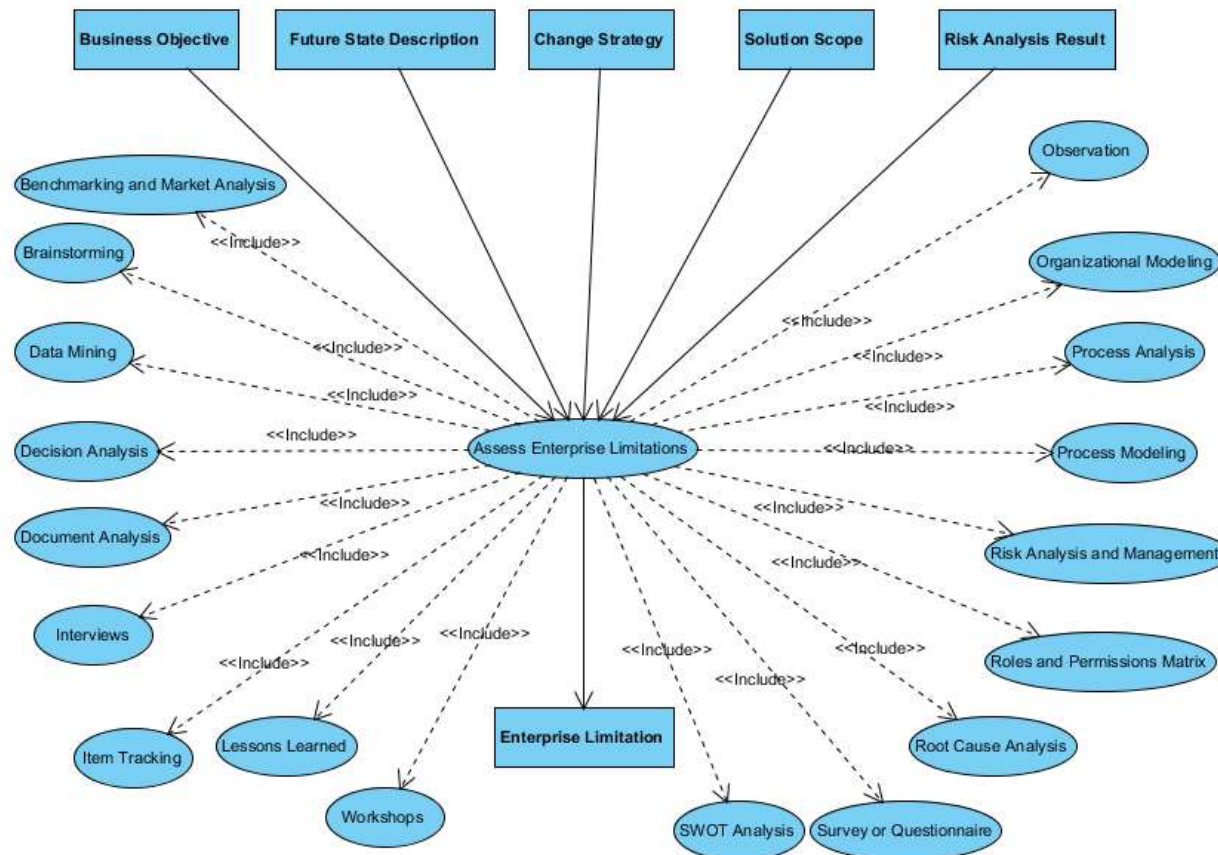 Business Objective
Future State Description
Change Strategy
Solution Scope
Risk Analysis Result
Observation
Benchmarking and Market Analysis
<<Include>>
Brainstorming
Organizational Modeling
<<Include>>
<<Include>>
<<Include>>
Data Mining
Process Analysis
<<Include>>
<<Include>>
<<Include>>
Decision Analysis
Assess Enterprise Limitations
<<Include>>
Process Modeling
<<Include>>
<<Include>>
Document Analysis
Risk Analysis and Management
<<Include>>
<<Include>>
Interviews
<<Include>>
<<Include>>
<<Include>>
<<Include>>
<<Include>>
Roles and Permissions Matrix
<<Include>>
<<Include>>
Enterprise Limitation
Lessons Learned
Root Cause Analysis
Item Tracking
Workshops
SWOT Analysis
Survey or Questionnaire